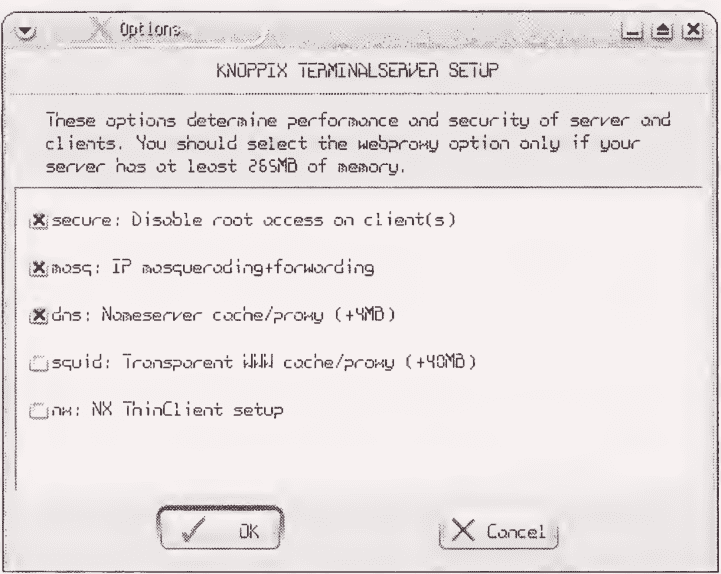 Options
KNOPPIX TERMINALSERVER SETUP
These options determine performance and security of server and
clients. You should select the webproxy option only if your
server has at least 265MB of memory.
secure: Disable root access on client(s)
masq: IP masquerading+forwarding
dns: Nameserver cache/proxy (+4MB)
squid: Transparent WWW cache/proxy (+40MB)
nx: NX ThinClient setup
OK
Cancel